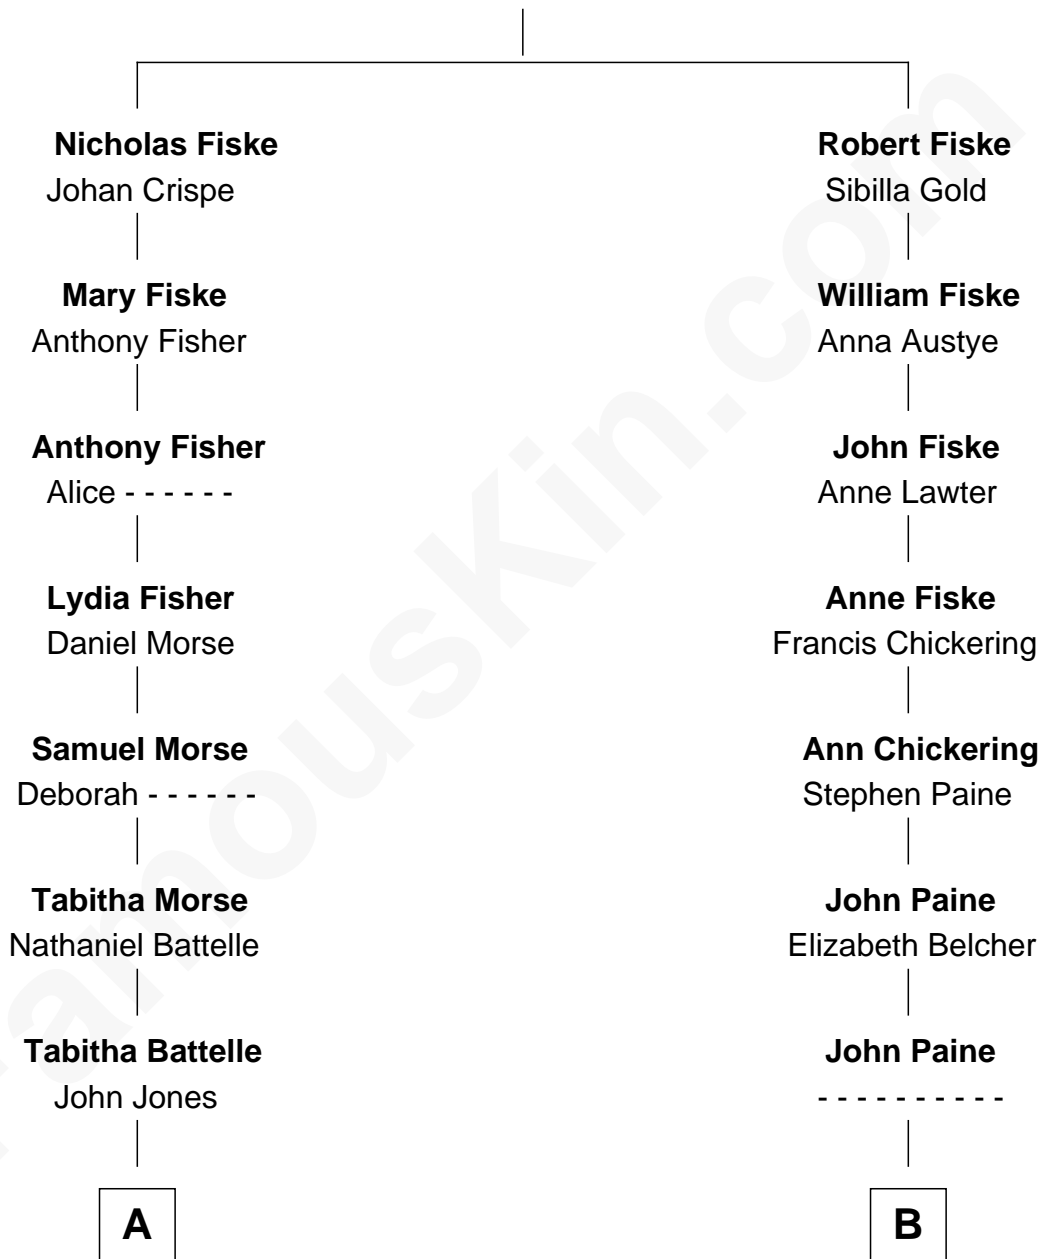 Nicholas Fiske
Johan Crispe
Robert Fiske
Sibilla Gold
Mary Fiske
Anthony Fisher
William Fiske
Anna Austye
Anthony Fisher
Alice - - - - - -
John Fiske
Anne Lawter
Lydia Fisher
Daniel Morse
Anne Fiske
Francis Chickering
Samuel Morse
Deborah - - - - - -
Ann Chickering
Stephen Paine
Tabitha Morse
Nathaniel Battelle
John Paine
Elizabeth Belcher
Tabitha Battelle
John Jones
John Paine
- - - - - - - - - -
A
B
FamousKin.com